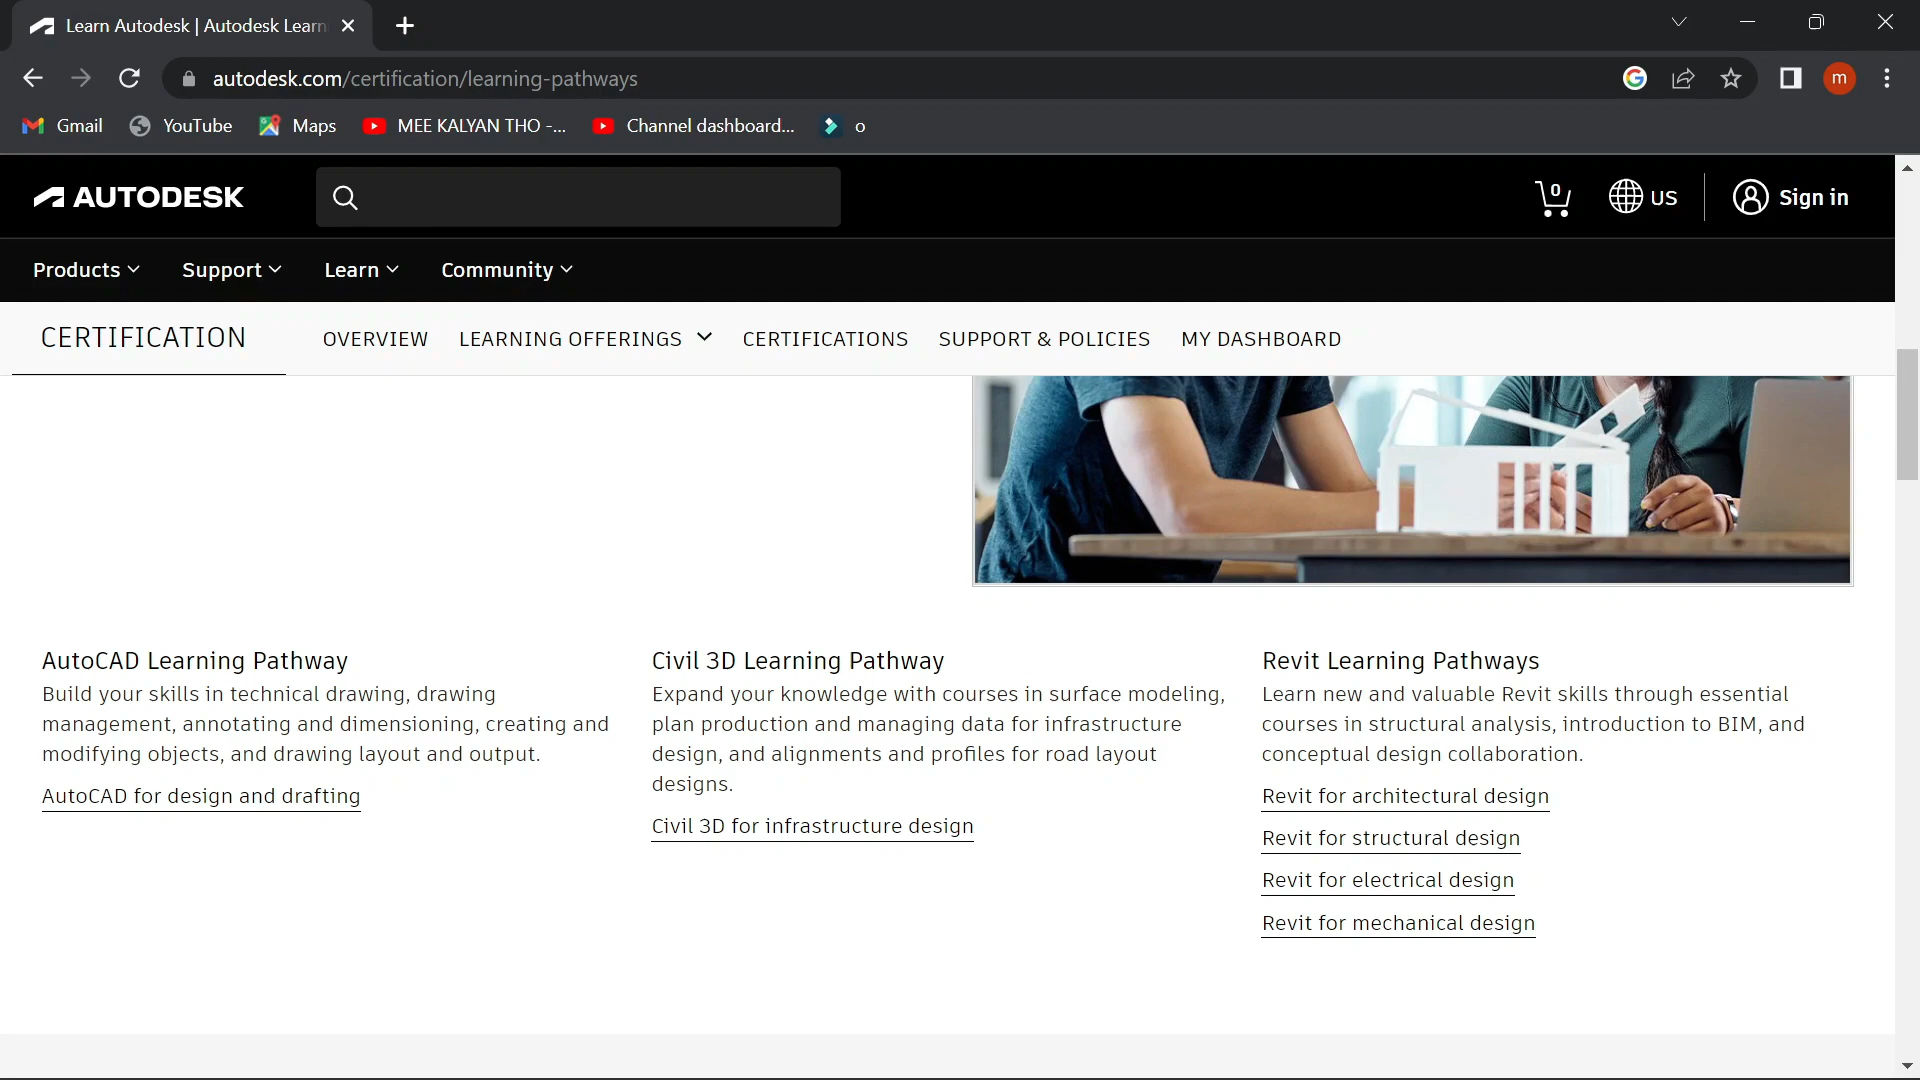 Learn Autodesk | Autodesk Learn
autodesk.com/certification/learning-pathways
m
Gmail YouTube Maps MEE KALYAN THO -... Channel dashboard... o
AUTODESK 0 US Sign in
Products Support Learn Community
CERTIFICATION OVERVIEW LEARNING OFFERINGS CERTIFICATIONS SUPPORT & POLICIES MY DASHBOARD
AutoCAD Learning Pathway
Build your skills in technical drawing, drawing
management, annotating and dimensioning, creating and
modifying objects, and drawing layout and output.
AutoCAD for design and drafting
Civil 3D Learning Pathway
Expand your knowledge with courses in surface modeling,
plan production and managing data for infrastructure
design, and alignments and profiles for road layout
designs.
Civil 3D for infrastructure design
Revit Learning Pathways
Learn new and valuable Revit skills through essential
courses in structural analysis, introduction to BIM, and
conceptual design collaboration.
Revit for architectural design
Revit for structural design
Revit for electrical design
Revit for mechanical design